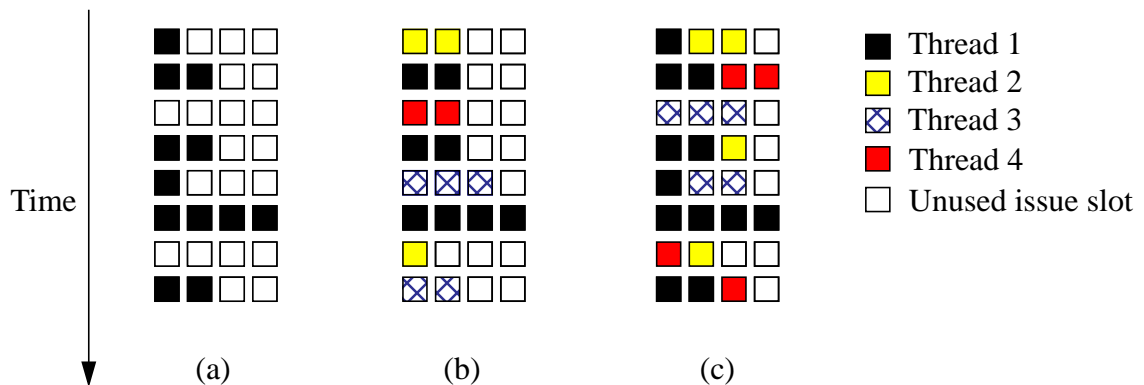 Thread 1
Thread 2
Thread 3
Thread 4
Unused issue slot
Time
(a)
(b)
(c)